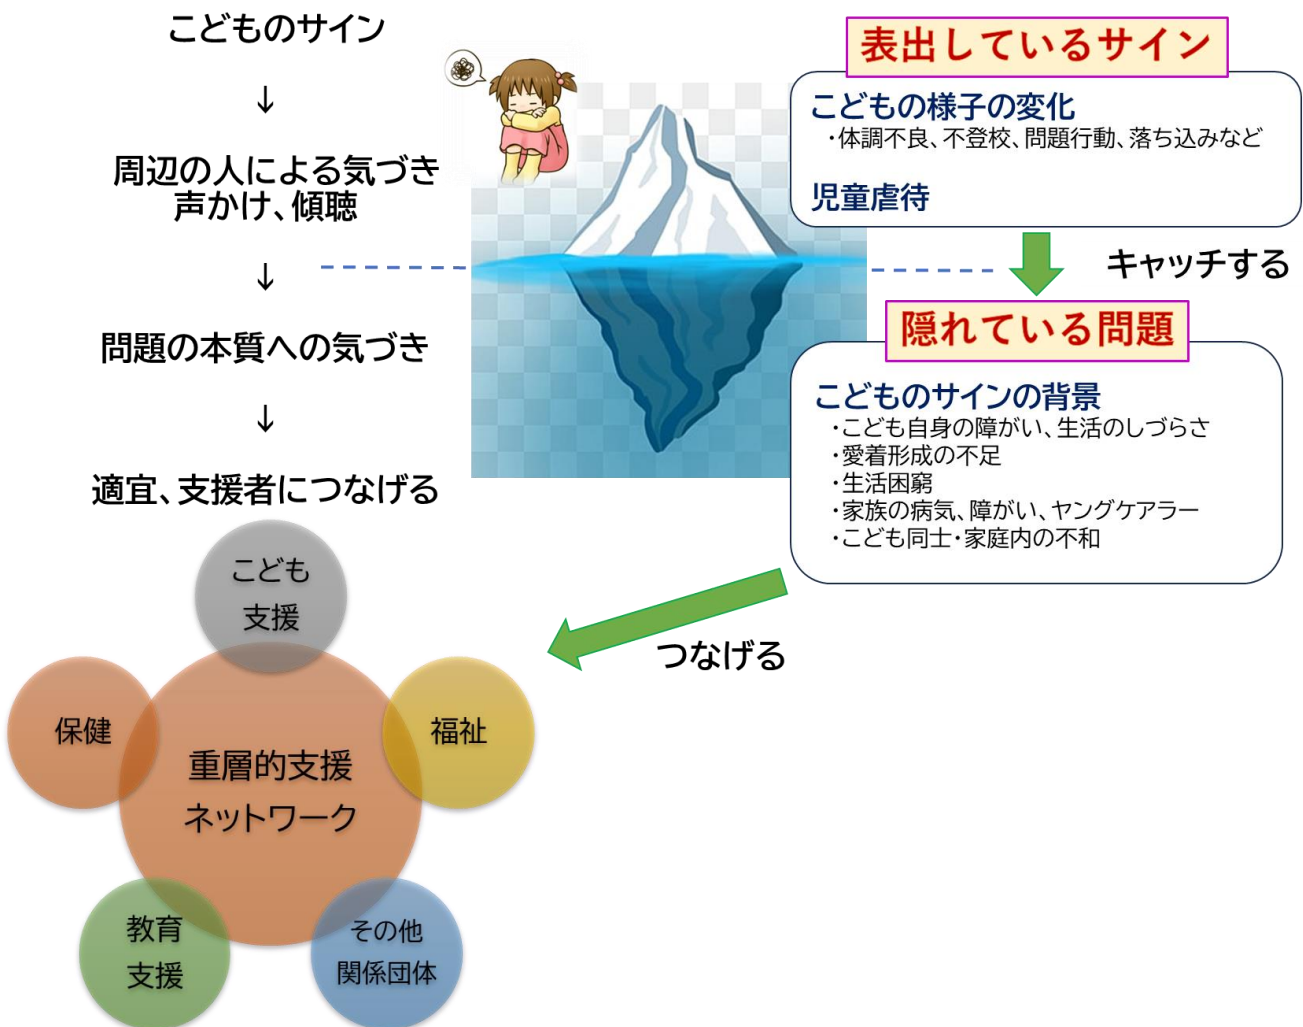 こどものサイン
↓
周辺の人による気づき
声かけ、傾聴
↓
問題の本質への気づき
↓
適宜、支援者につなげる
表出しているサイン
こどもの様子の変化
・体調不良、不登校、問題行動、落ち込みなど
児童虐待
キャッチする
隠れている問題
こどものサインの背景
・こども自身の障がい、生活のしづらさ
・愛着形成の不足
・生活困窮
・家族の病気、障がい、ヤングケアラー
・こども同士・家庭内の不和
つなげる
こども
支援
保健
福祉
重層的支援
ネットワーク
教育
支援
その他
関係団体